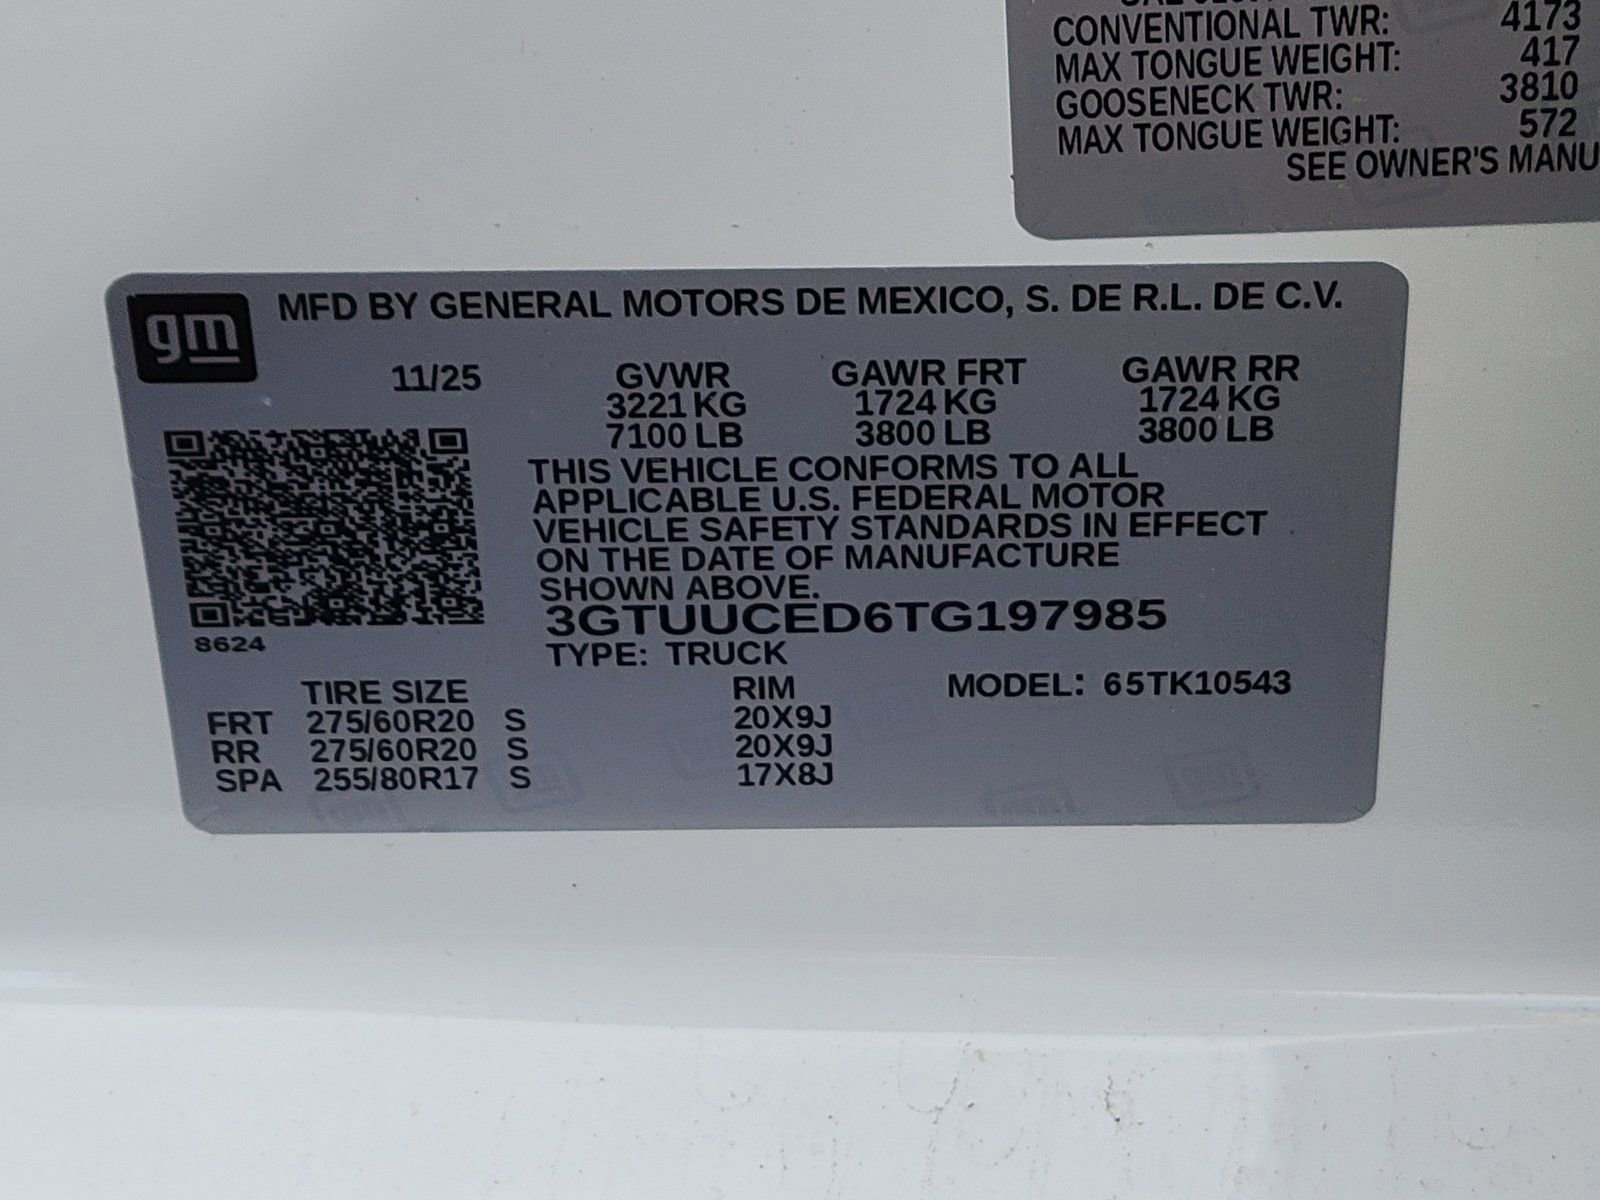 CONVENTIONAL TWR: 4173
MAX TONGUE WEIGHT: 417
GOOSENECK TWR: 3810
MAX TONGUE WEIGHT: 572
SEE OWNER'S MANU
gm
MFD BY GENERAL MOTORS DE MEXICO, S. DE R.L. DE C.V.
11/25 GVWR GAWR FRT GAWR RR
3221 KG 1724 KG 1724 KG
7100 LB 3800 LB 3800 LB
THIS VEHICLE CONFORMS TO ALL
APPLICABLE U.S. FEDERAL MOTOR
VEHICLE SAFETY STANDARDS IN EFFECT
ON THE DATE OF MANUFACTURE
SHOWN ABOVE.
3GTUUCED6TG197985
8624
TYPE: TRUCK
TIRE SIZE RIM MODEL: 65TK10543
FRT 275/60R20 S 20X9J
RR 275/60R20 S 20X9J
SPA 255/80R17 S 17X8J